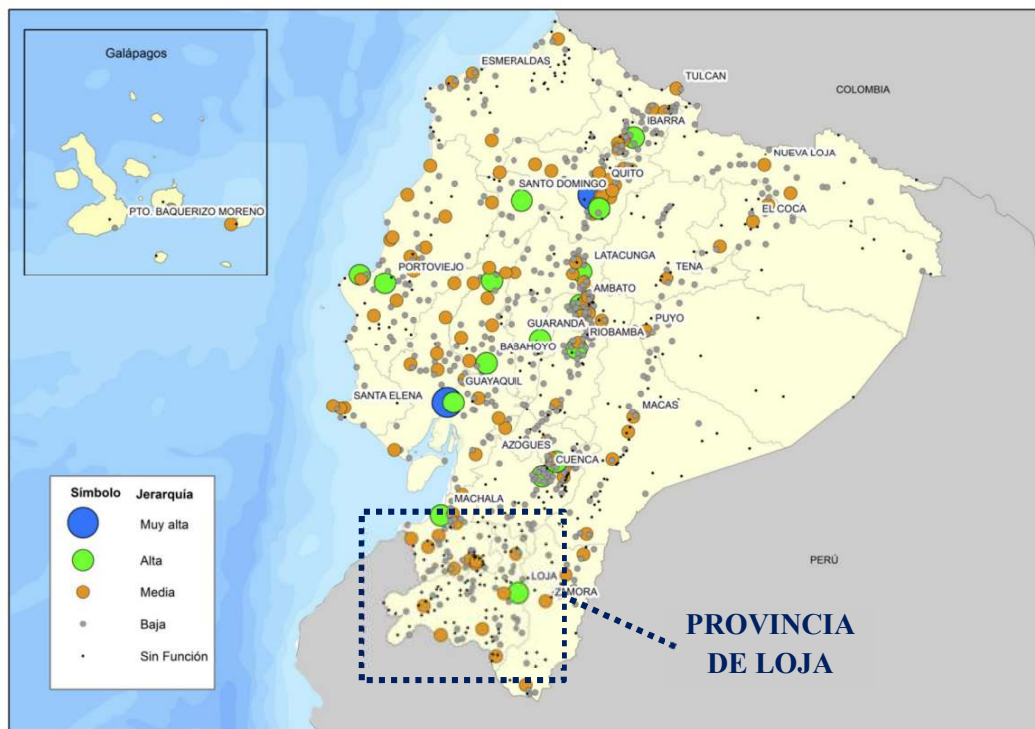 Galápagos
PTO. BAQUERIZO MORENO
ESMERALDAS
TULCAN
COLOMBIA
IBARRA
NUEVA LOJA
QUITO
SANTO DOMINGO
EL COCA
LATACUNGA
PORTOVIEJO
TENA
AMBATO
PUYO
GUARANDA
RIOBAMBA
BABAHOYO
GUAYAQUIL
SANTA ELENA
MACAS
AZOGUES
CUENCA
Símbolo Jerarquía
Muy alta
Alta
Media
Baja
Sin Función
MACHALA
PERÚ
LOJA
ZAMORA
PROVINCIA
DE LOJA